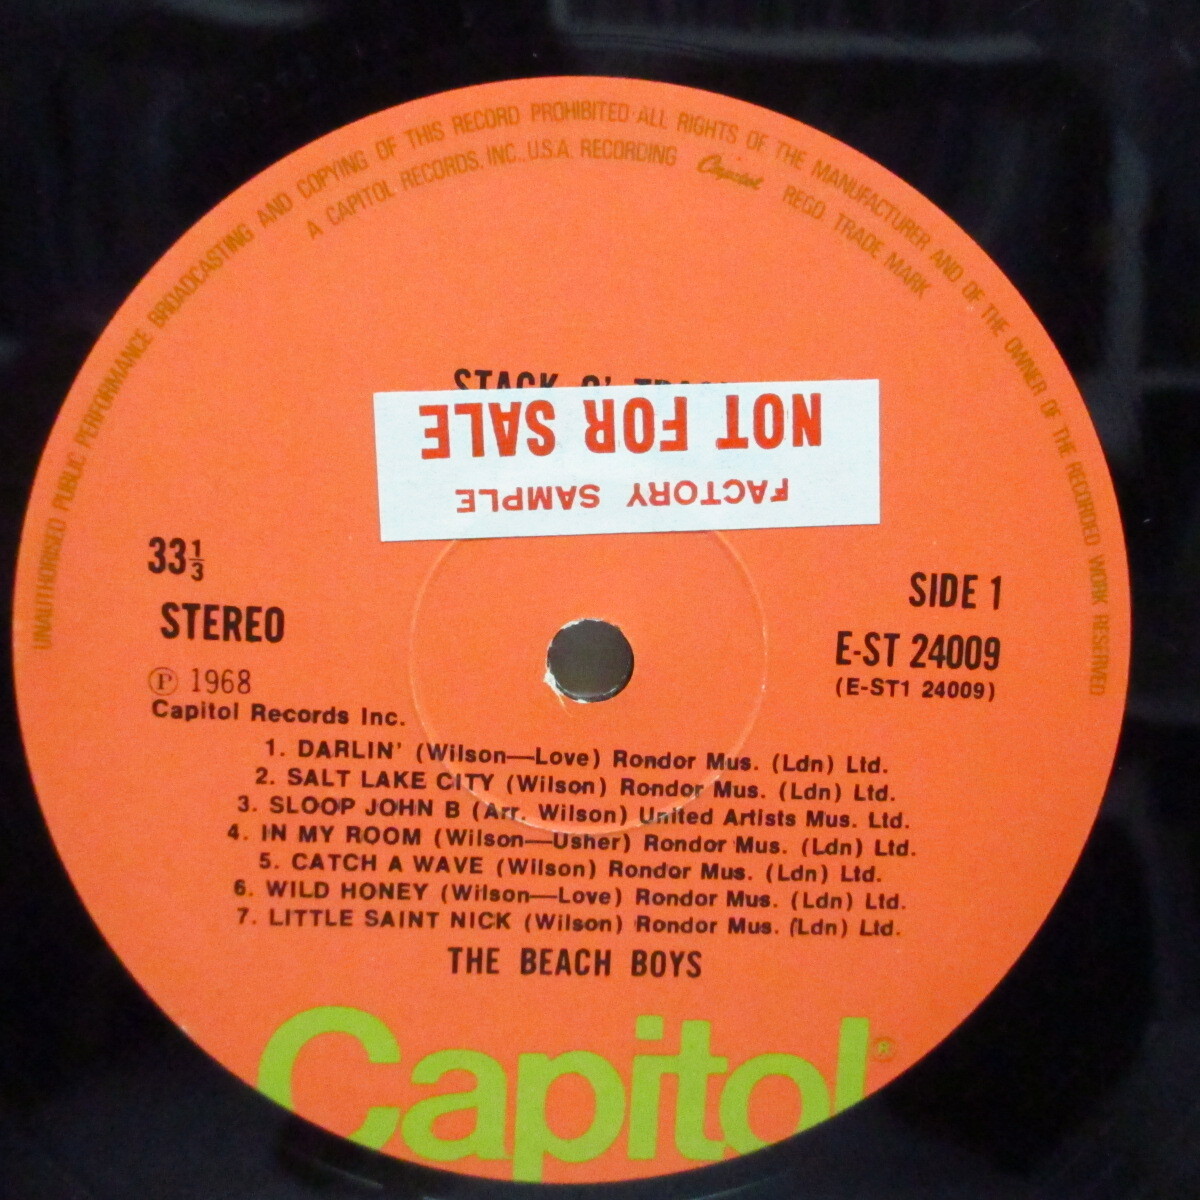 UNAUTHORISED PUBLIC PERFORMANCE BROADCASTING AND COPYING OF THIS RECORD PROHIBITED·ALL RIGHTS OF THE MANUFACTURER AND OF THE OWNER OF THE RECORDED WORK RESERVED
A CAPITOL RECORDS, INC., U.S.A. RECORDING Capitol REGD. TRADE MARK
STACK O'
NOT FOR SALE
FACTORY SAMPLE
33⅓
STEREO
℗ 1968
Capitol Records Inc.
SIDE 1
E-ST 24009
(E-ST1 24009)
1. DARLIN' (Wilson—Love) Rondor Mus. (Ldn) Ltd.
2. SALT LAKE CITY (Wilson) Rondor Mus. (Ldn) Ltd.
3. SLOOP JOHN B (Arr. Wilson) United Artists Mus. Ltd.
4. IN MY ROOM (Wilson—Usher) Rondor Mus. (Ldn) Ltd.
5. CATCH A WAVE (Wilson) Rondor Mus. (Ldn) Ltd.
6. WILD HONEY (Wilson—Love) Rondor Mus. (Ldn) Ltd.
7. LITTLE SAINT NICK (Wilson) Rondor Mus. (Ldn) Ltd.
THE BEACH BOYS
Capitol®